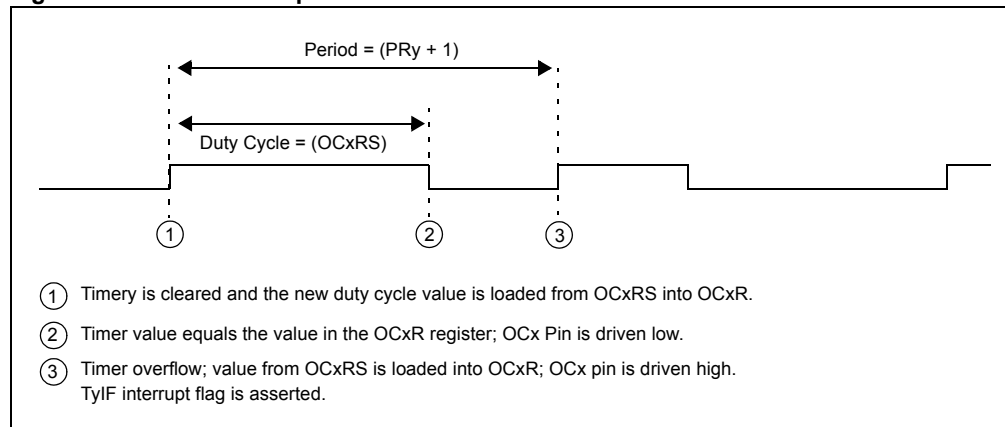 Period = (PRy + 1)
Duty Cycle = (OCxRS)
1
2
3
1 Timery is cleared and the new duty cycle value is loaded from OCxRS into OCxR.
2 Timer value equals the value in the OCxR register; OCx Pin is driven low.
3 Timer overflow; value from OCxRS is loaded into OCxR; OCx pin is driven high.
TyIF interrupt flag is asserted.